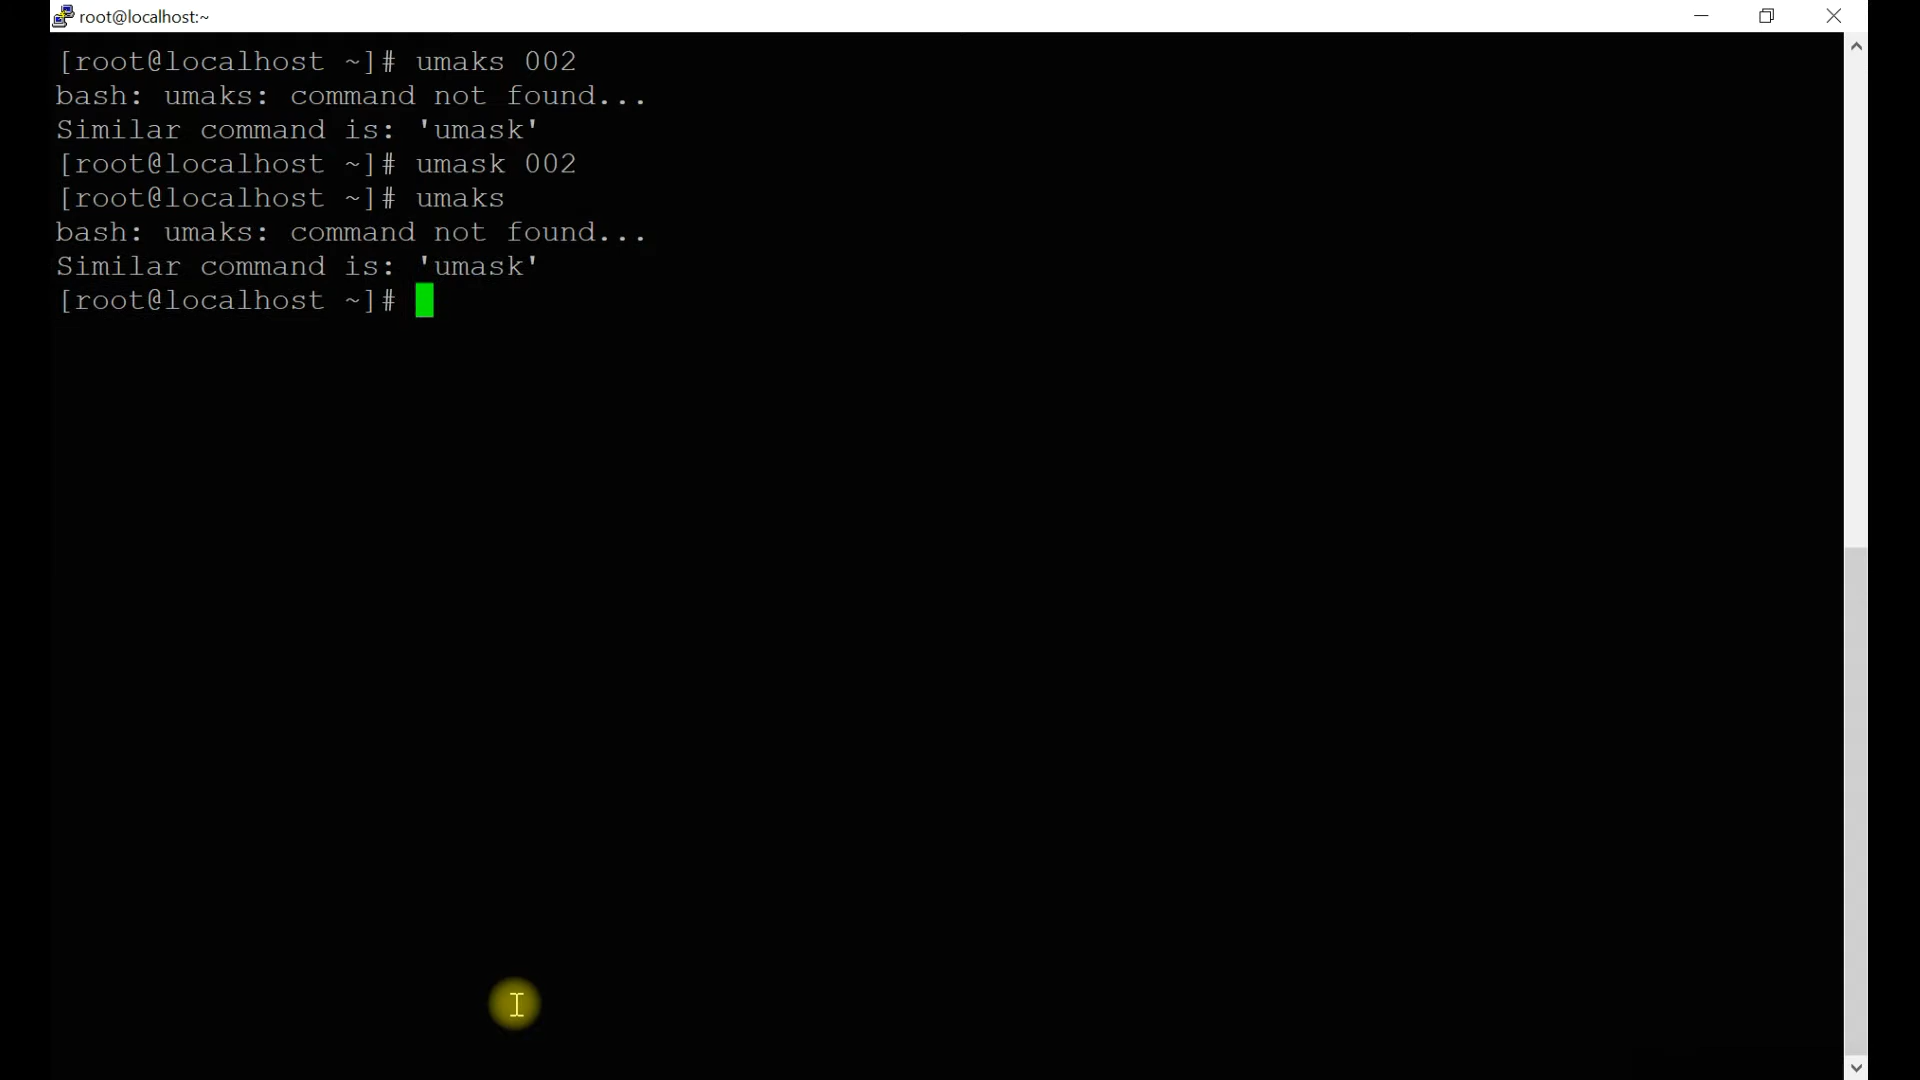 root@localhost:~
[root@localhost ~]# umaks 002
bash: umaks: command not found...
Similar command is: 'umask'
[root@localhost ~]# umask 002
[root@localhost ~]# umaks
bash: umaks: command not found...
Similar command is: 'umask'
[root@localhost ~]#